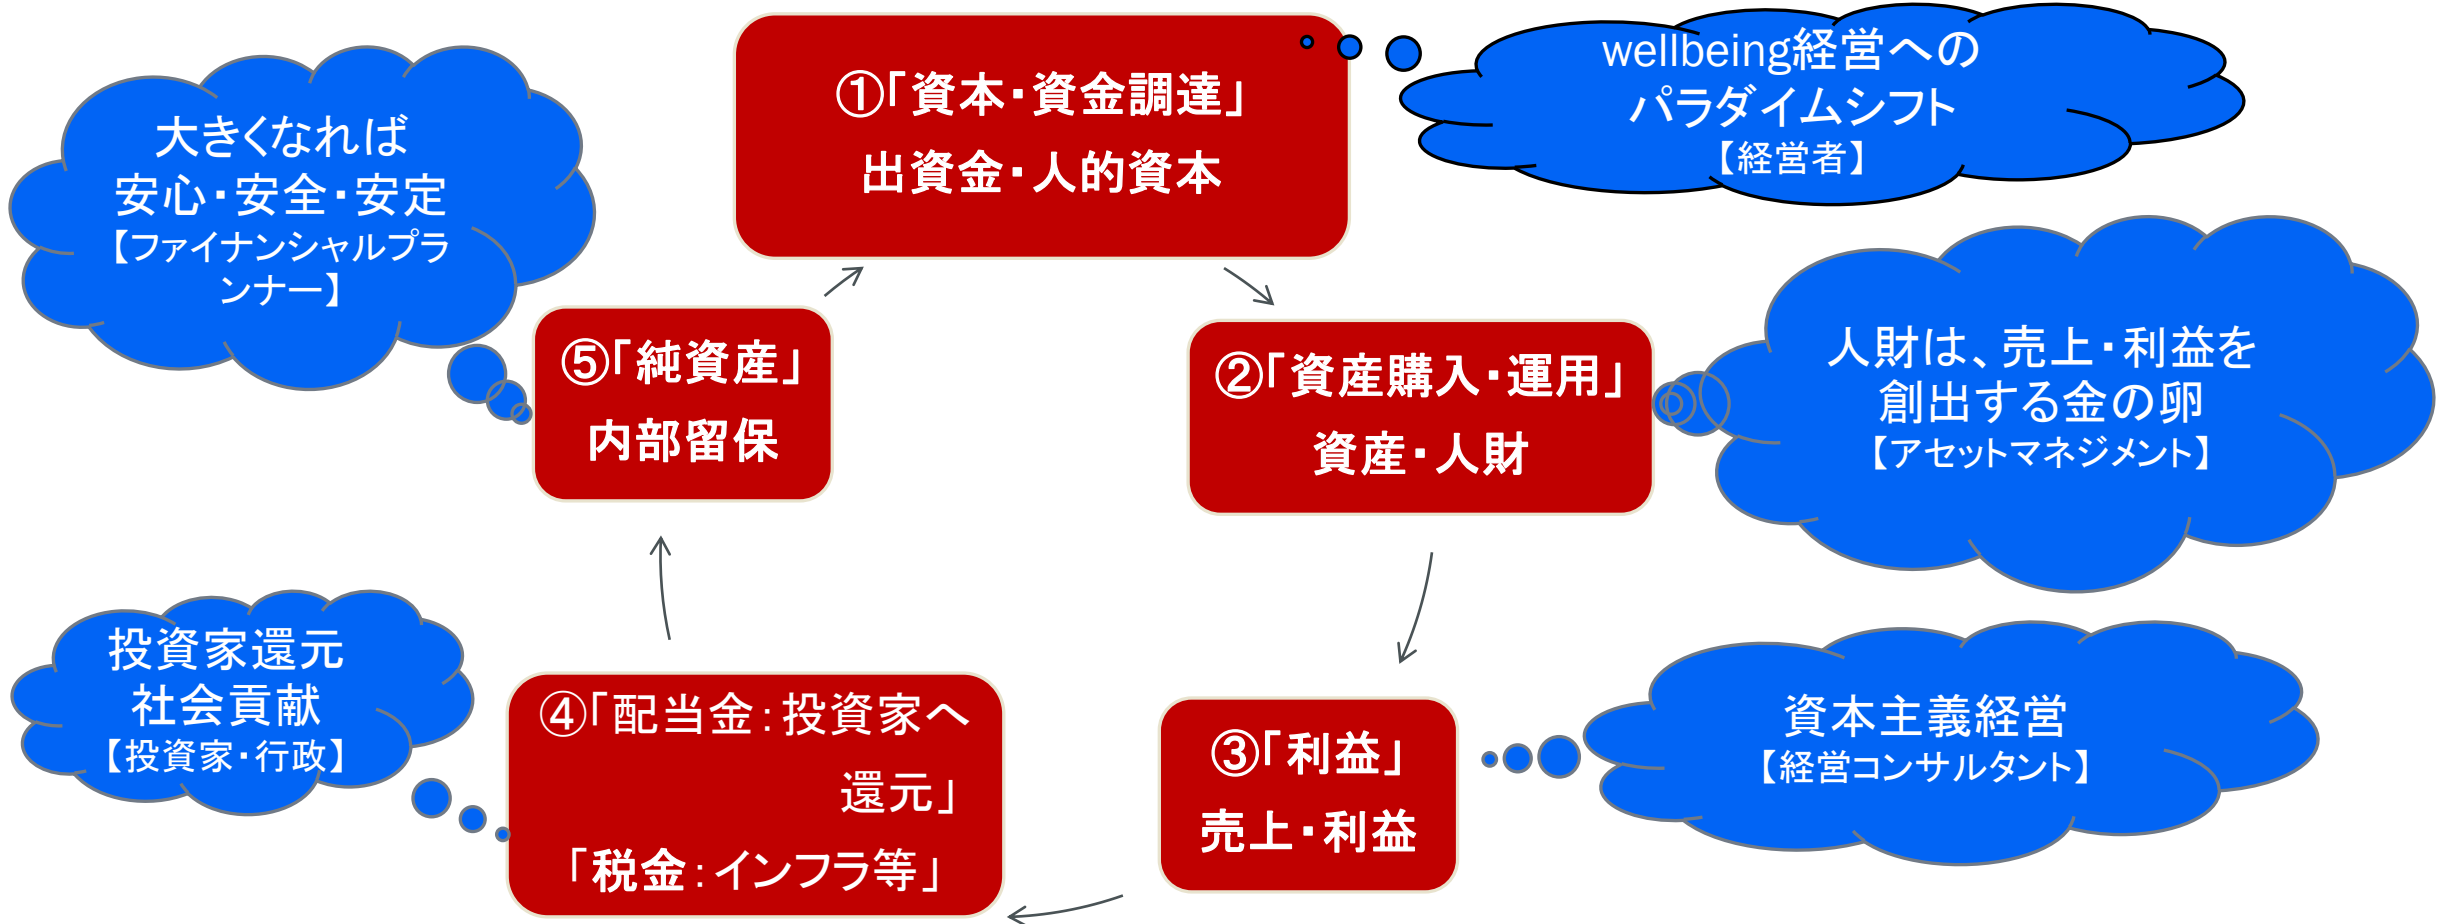 ①「資本・資金調達」
出資金・人的資本
wellbeing経営への
パラダイムシフト
【経営者】
大きくなれば
安心・安全・安定
【ファイナンシャルプラ
ンナー】
⑤「純資産」
内部留保
②「資産購入・運用」
資産・人財
人財は、売上・利益を
創出する金の卵
【アセットマネジメント】
投資家還元
社会貢献
【投資家・行政】
④「配当金：投資家へ
還元」
「税金：インフラ等」
③「利益」
売上・利益
資本主義経営
【経営コンサルタント】